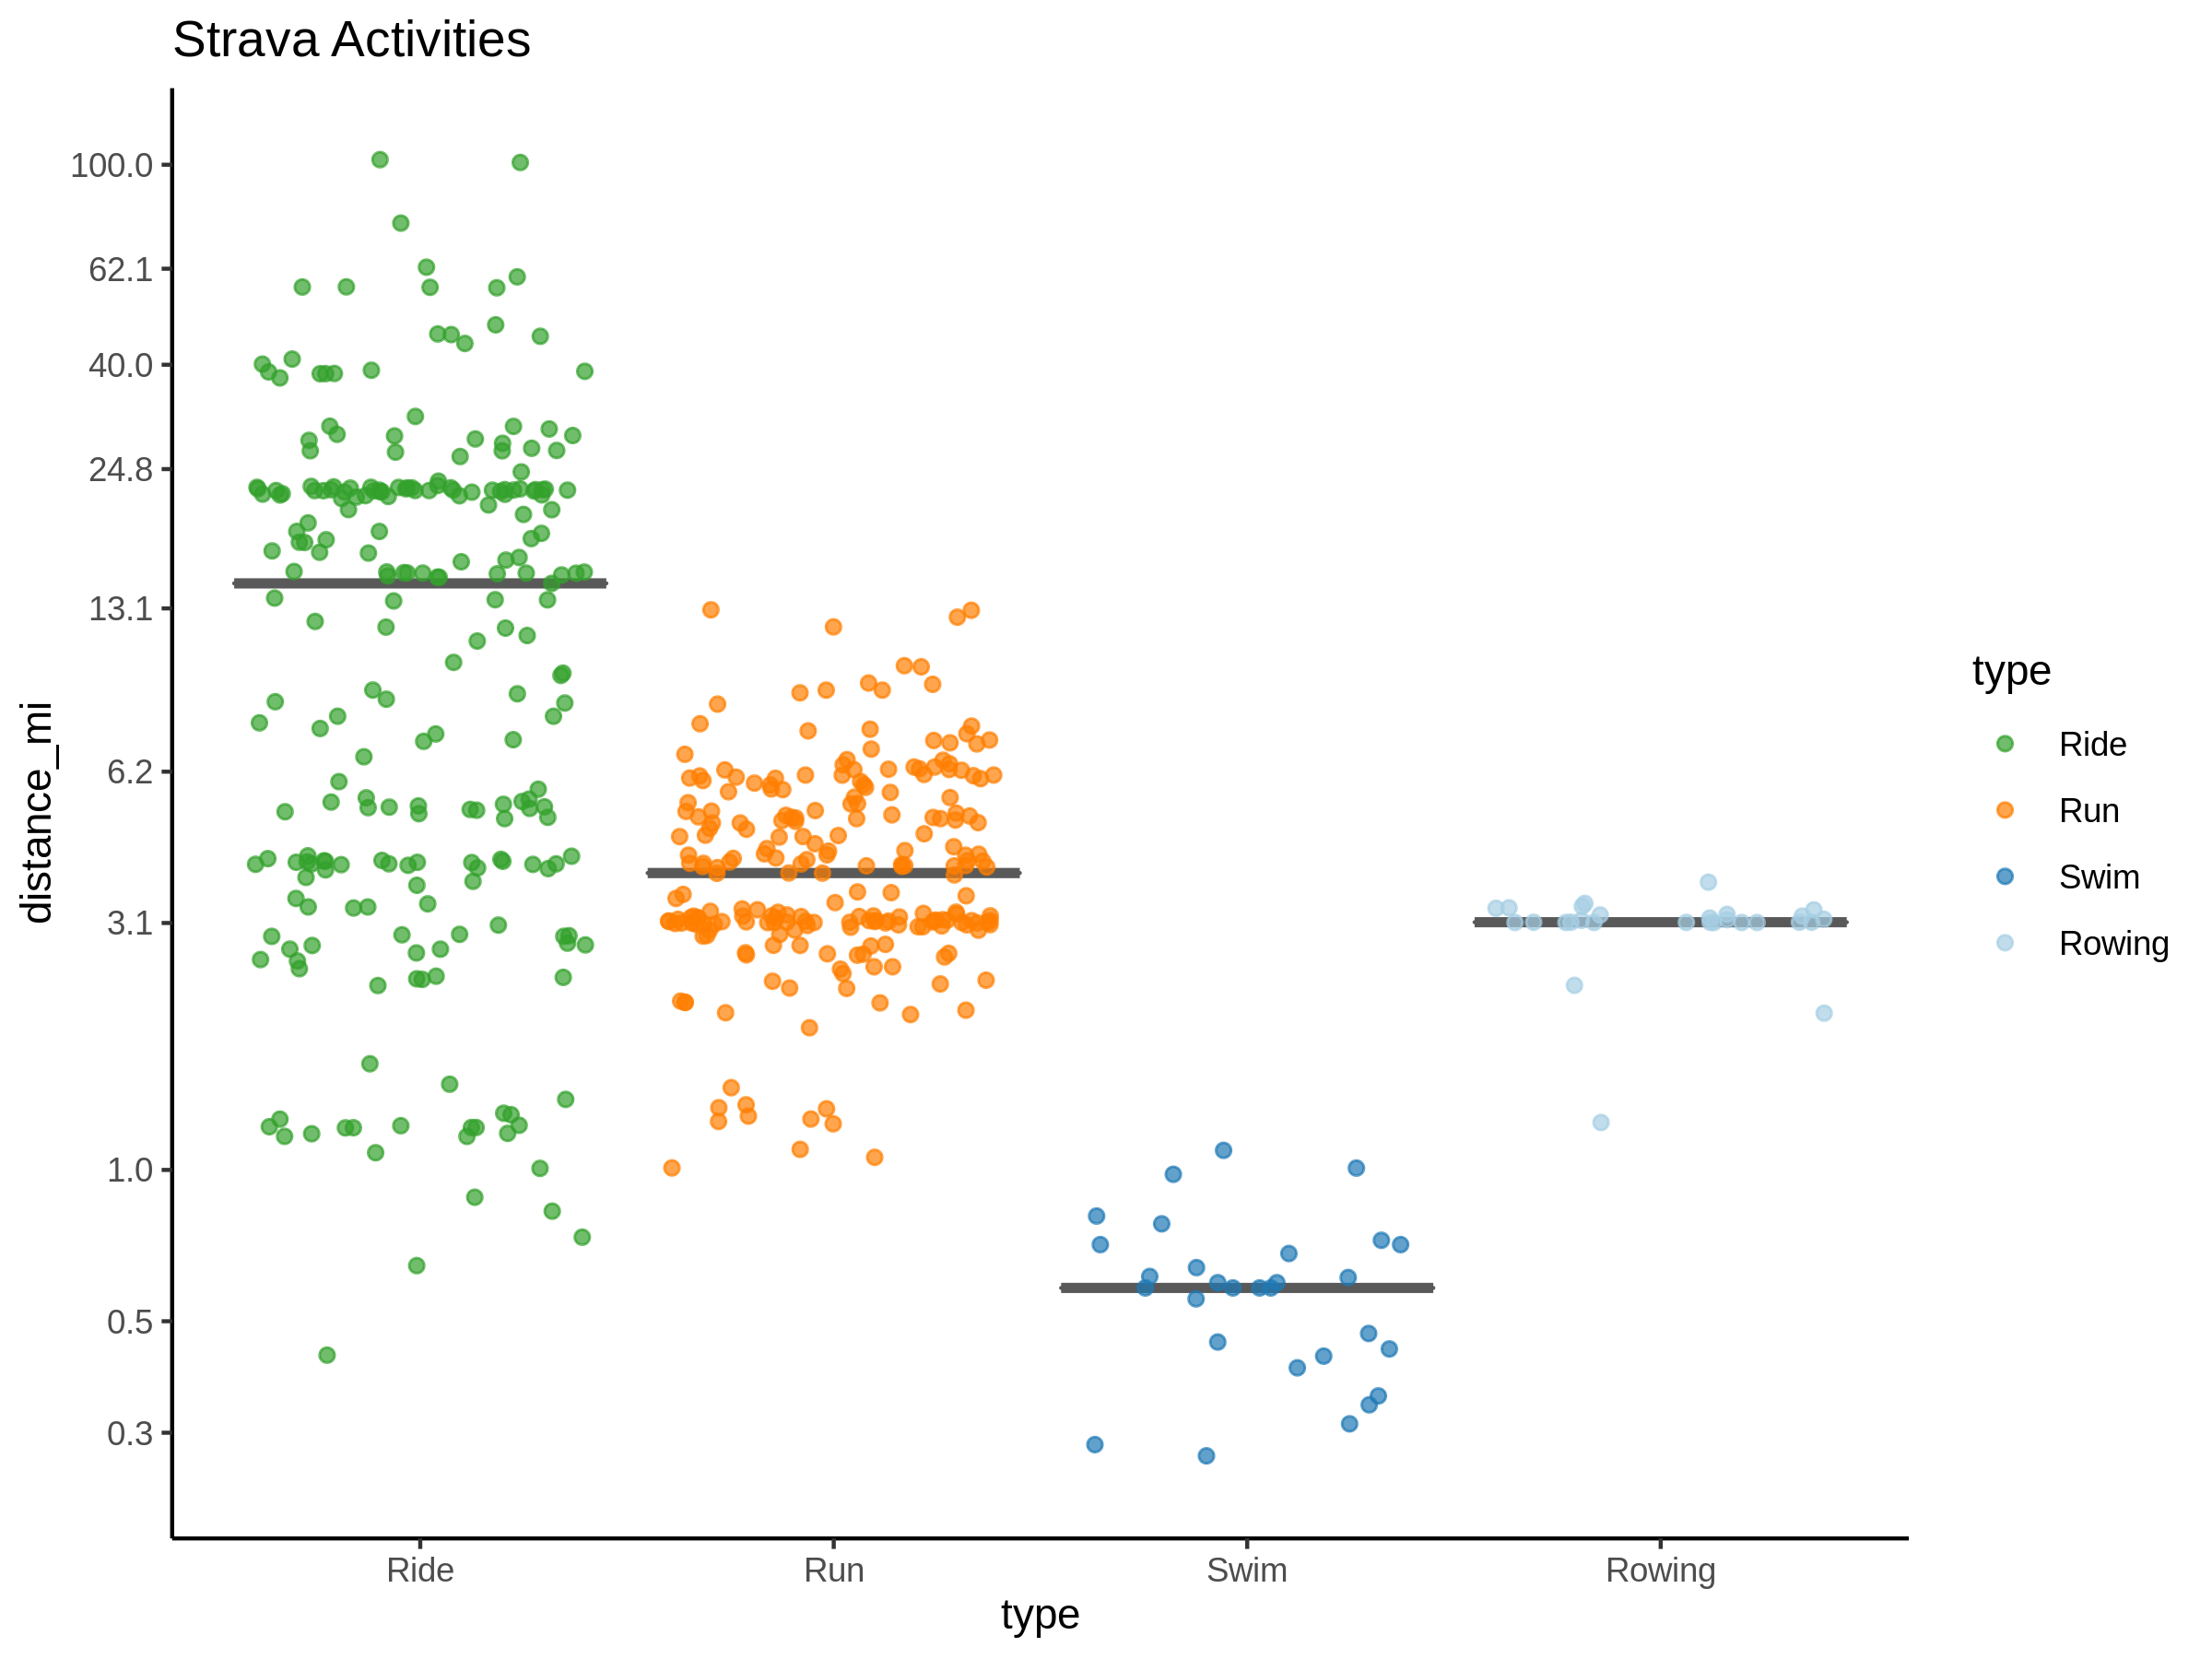 Strava Activities
100.0
62.1
40.0
24.8
13.1
6.2
3.1
1.0
0.5
0.3
distance_mi
Ride
Run
Swim
Rowing
type
type
Ride
Run
Swim
Rowing